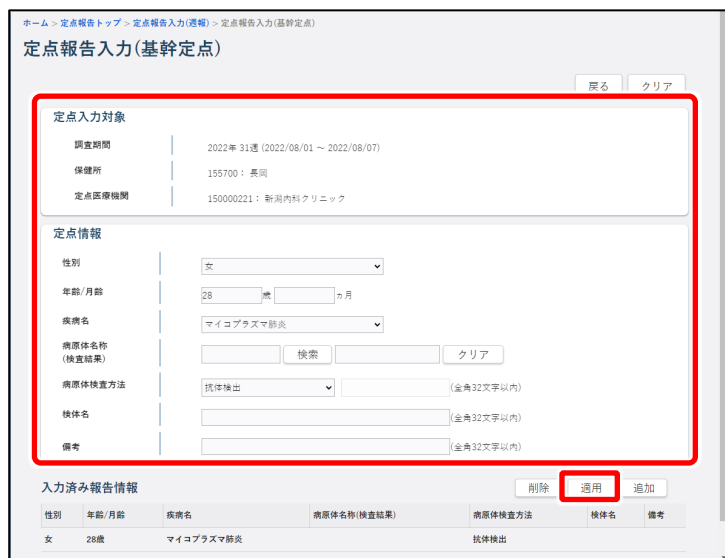 ホーム > 定点報告トップ > 定点報告入力(週報) > 定点報告入力(基幹定点)
定点報告入力(基幹定点)
戻る クリア
定点入力対象
調査期間 2022年 31週 (2022/08/01 ～ 2022/08/07)
保健所 155700： 長岡
定点医療機関 150000221： 新潟内科クリニック
定点情報
性別 女
年齢/月齢 28 歳 ヵ月
疾病名 マイコプラズマ肺炎
病原体名称
(検査結果) 検索 クリア
病原体検査方法 抗体検出 (全角32文字以内)
検体名 (全角32文字以内)
備考 (全角32文字以内)
入力済み報告情報 削除 適用 追加
性別 年齢/月齢 疾病名 病原体名称(検査結果) 病原体検査方法 検体名 備考
女 28歳 マイコプラズマ肺炎 抗体検出